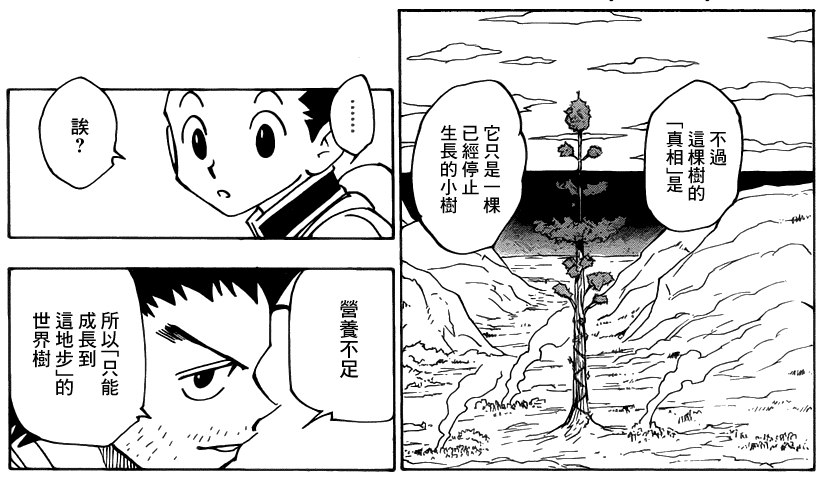 不過
這棵樹的
「真相」是
它只是一棵
已經停止
生長的小樹
……
誒?
營養不足
所以「只能
成長到
這地步」的
世界樹